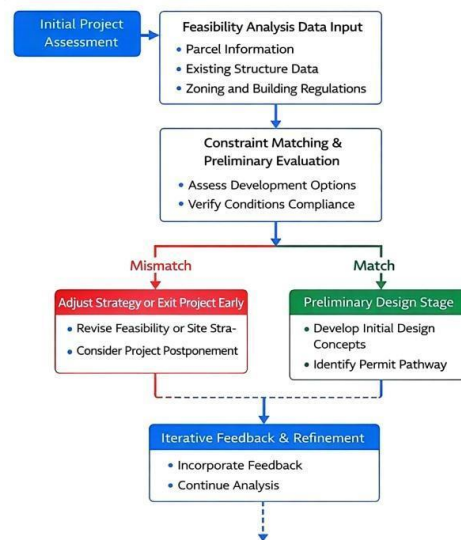 Initial Project
Assessment
Feasibility Analysis Data Input
• Parcel Information
• Existing Structure Data
• Zoning and Building Regulations
Constraint Matching &
Preliminary Evaluation
• Assess Development Options
• Verify Conditions Compliance
Mismatch
Match
Adjust Strategy or Exit Project Early
• Revise Feasibility or Site Stra-
• Consider Project Postponement
Preliminary Design Stage
• Develop Initial Design
Concepts
• Identify Permit Pathway
Iterative Feedback & Refinement
• Incorporate Feedback
• Continue Analysis